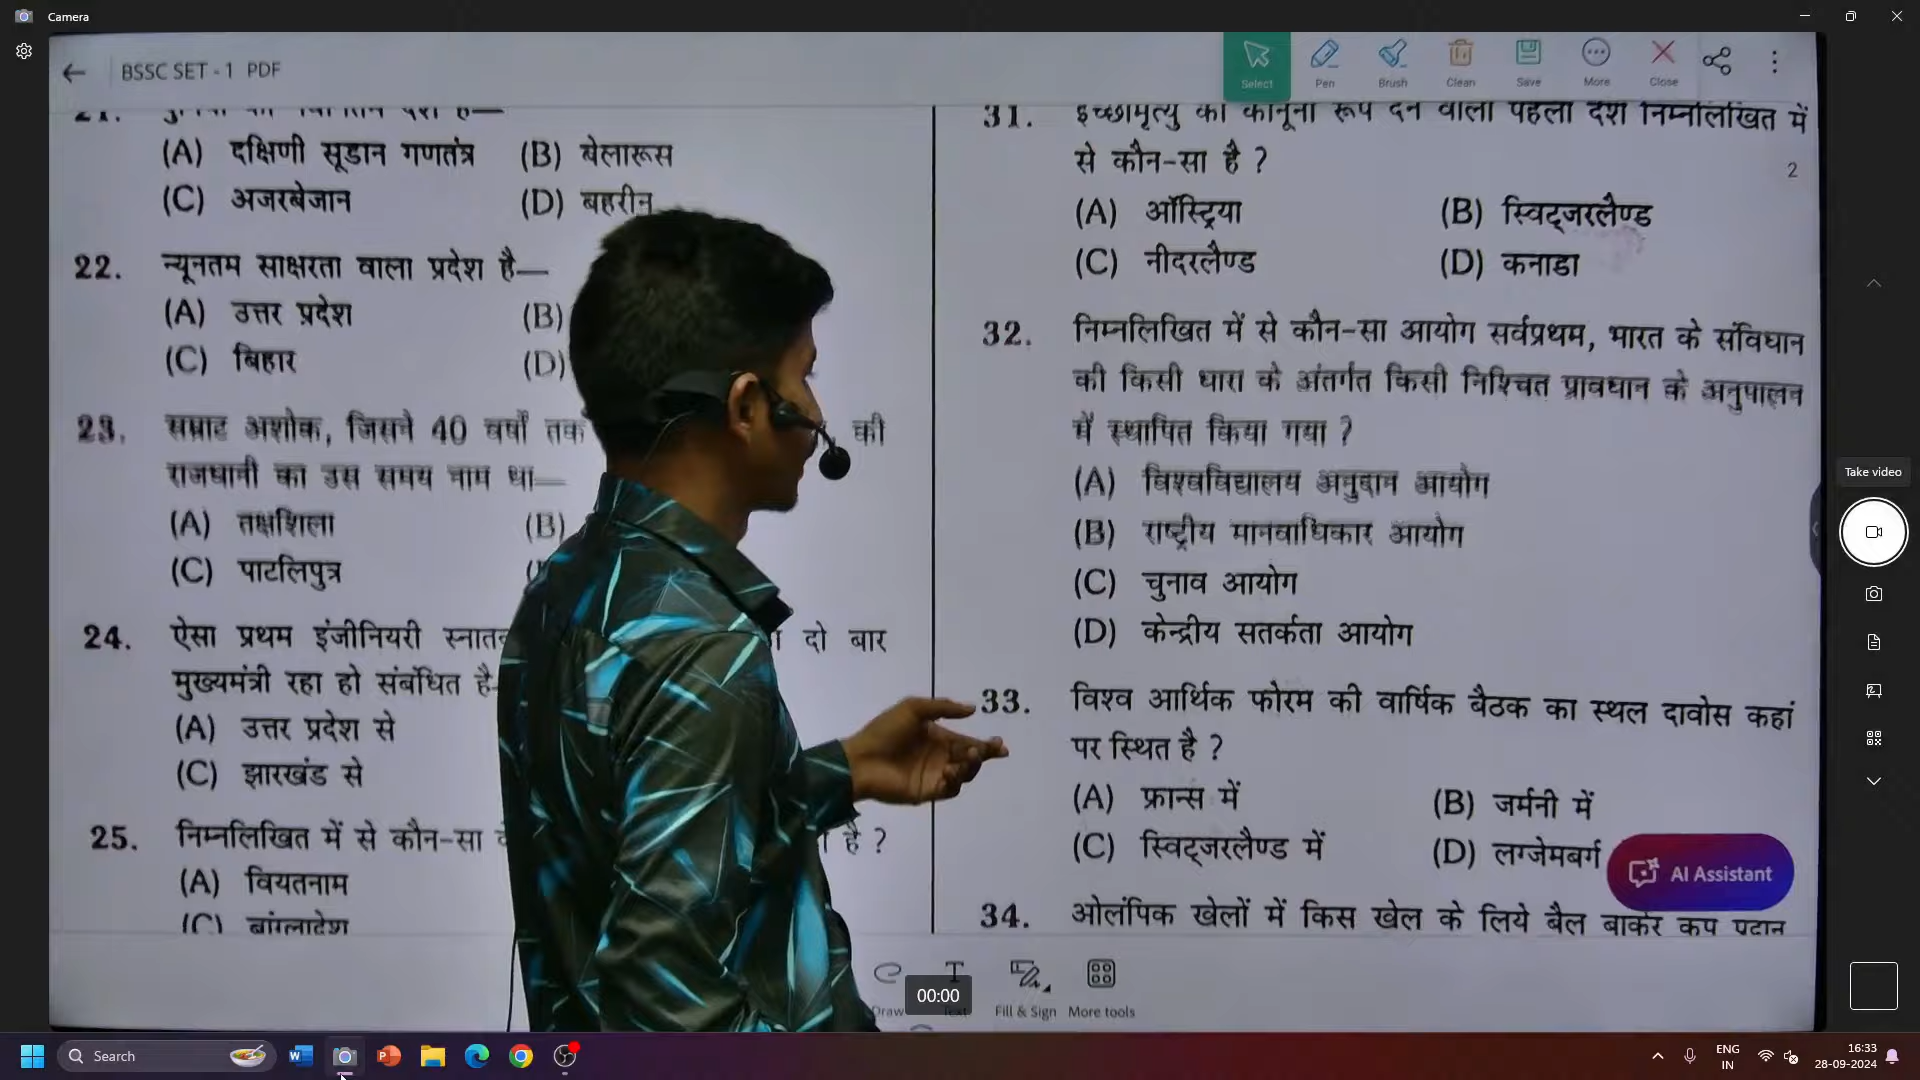 Camera
BSSC SET - 1 PDF
Select
Pen
Brush
Clean
Save
More
Close
(A) दक्षिणी सूडान गणतंत्र (B) बेलारूस
(C) अजरबेजान (D) बहरीन
22. न्यूनतम साक्षरता वाला प्रदेश है—
(A) उत्तर प्रदेश (B)
(C) बिहार (D)
23. सम्राट अशोक, जिसने 40 वर्षों तक की
राजधानी का उस समय नाम था—
(A) तक्षशिला (B)
(C) पाटलिपुत्र
24. ऐसा प्रथम इंजीनियरी दो बार
मुख्यमंत्री रहा हो संबंधित है-
(A) उत्तर प्रदेश से
(C) झारखंड से
25. निम्नलिखित में से कौन-सा है ?
(A) वियतनाम
(C) बांग्लादेश
31. इच्छामृत्यु को कानूनी रूप देने वाला पहला देश निम्नलिखित में
से कौन-सा है ?
2
(A) ऑस्ट्रिया (B) स्विट्जरलैण्ड
(C) नीदरलैण्ड (D) कनाडा
32. निम्नलिखित में से कौन-सा आयोग सर्वप्रथम, भारत के संविधान
की किसी धारा के अंतर्गत किसी निश्चित प्रावधान के अनुपालन
में स्थापित किया गया ?
(A) विश्वविद्यालय अनुदान आयोग
(B) राष्ट्रीय मानवाधिकार आयोग
(C) चुनाव आयोग
(D) केन्द्रीय सतर्कता आयोग
33. विश्व आर्थिक फोरम की वार्षिक बैठक का स्थल दावोस कहां
पर स्थित है ?
(A) फ्रान्स में (B) जर्मनी में
(C) स्विट्जरलैण्ड में (D) लग्जेमबर्ग
34. ओलंपिक खेलों में किस खेल के लिये बैल बार्कर कप प्रदान
AI Assistant
Take video
00:00
Draw
Text
Fill & Sign
More tools
Search
ENG
IN
16:33
28-09-2024